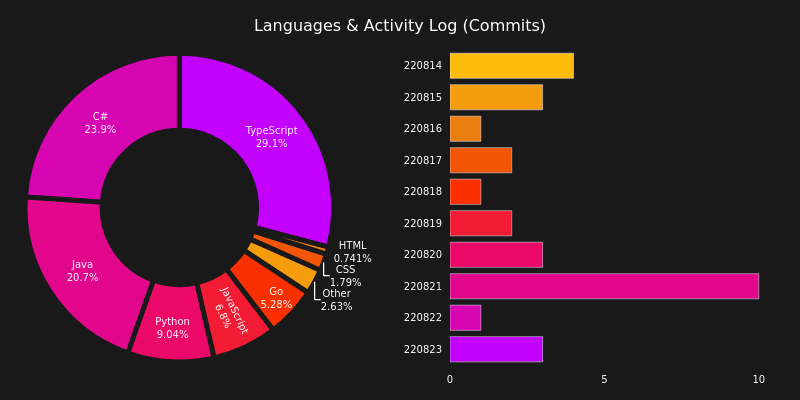 Languages & Activity Log (Commits)
C#
23.9%
TypeScript
29.1%
Java
20.7%
Python
9.04%
JavaScript
6.8%
Go
5.28%
HTML
0.741%
CSS
1.79%
Other
2.63%
220814
220815
220816
220817
220818
220819
220820
220821
220822
220823
0
5
10